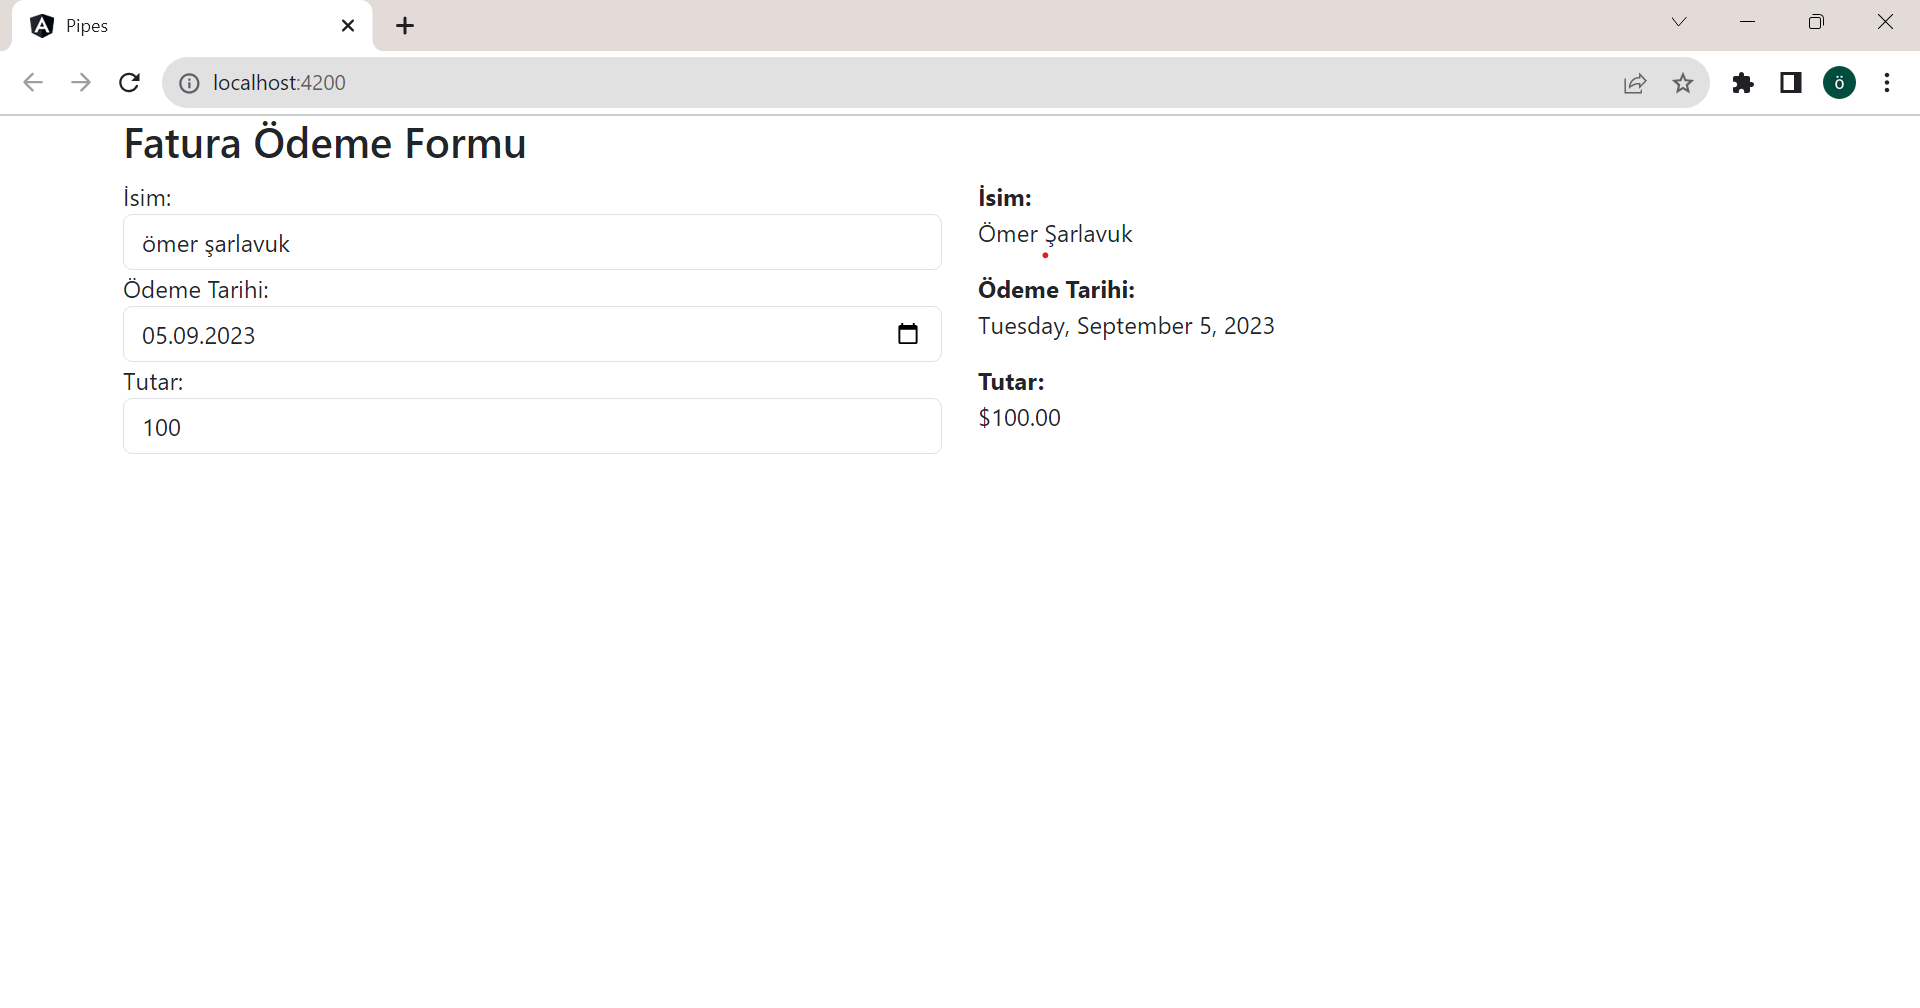 Pipes
localhost:4200
ö
Fatura Ödeme Formu
İsim:
ömer şarlavuk
Ödeme Tarihi:
05.09.2023
Tutar:
100
İsim:
Ömer Şarlavuk
Ödeme Tarihi:
Tuesday, September 5, 2023
Tutar:
$100.00